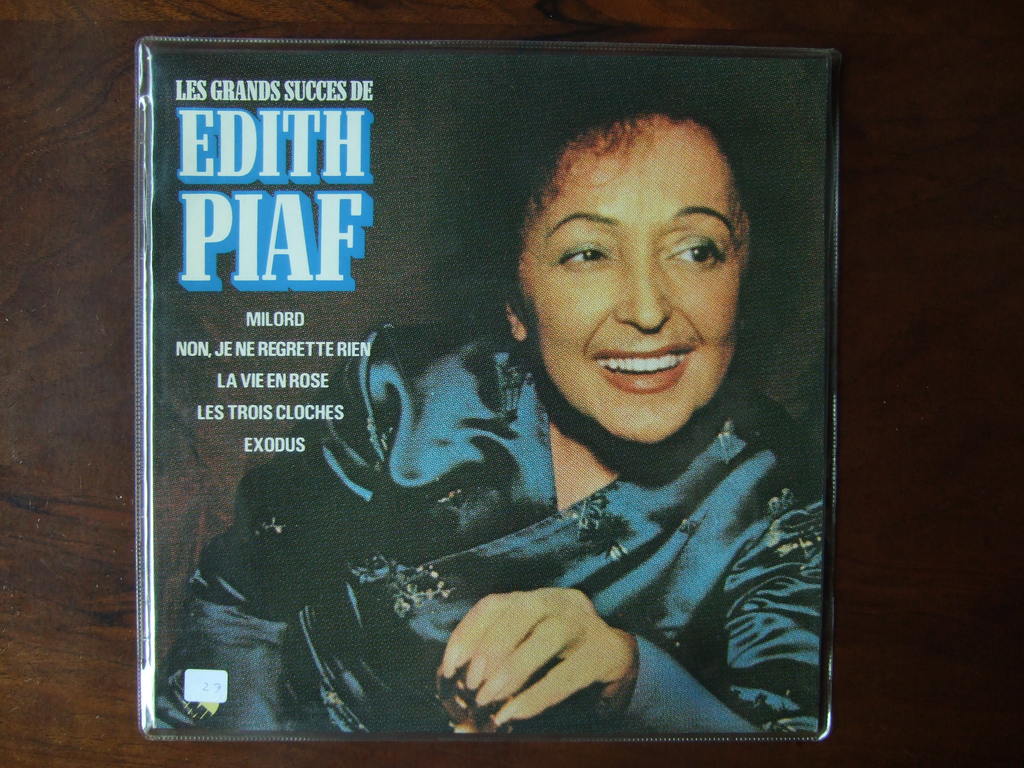 LES GRANDS SUCCES DE
EDITH
PIAF
MILORD
NON, JE NE REGRETTE RIEN
LA VIE EN ROSE
LES TROIS CLOCHES
EXODUS